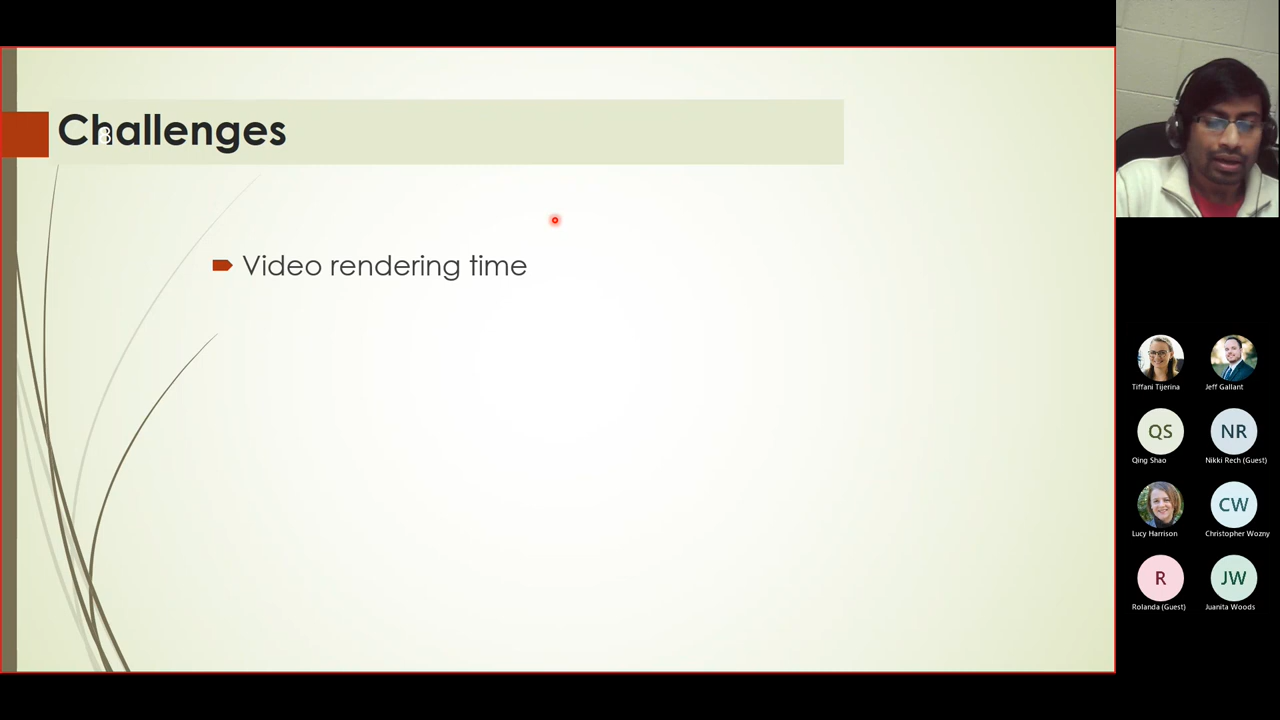 Challenges
8
Video rendering time
Tiffani Tijerina
Jeff Gallant
QS
NR
Qing Shao
Nikki Rech (Guest)
CW
Lucy Harrison
Christopher Wozny
R
JW
Rolanda (Guest)
Juanita Woods